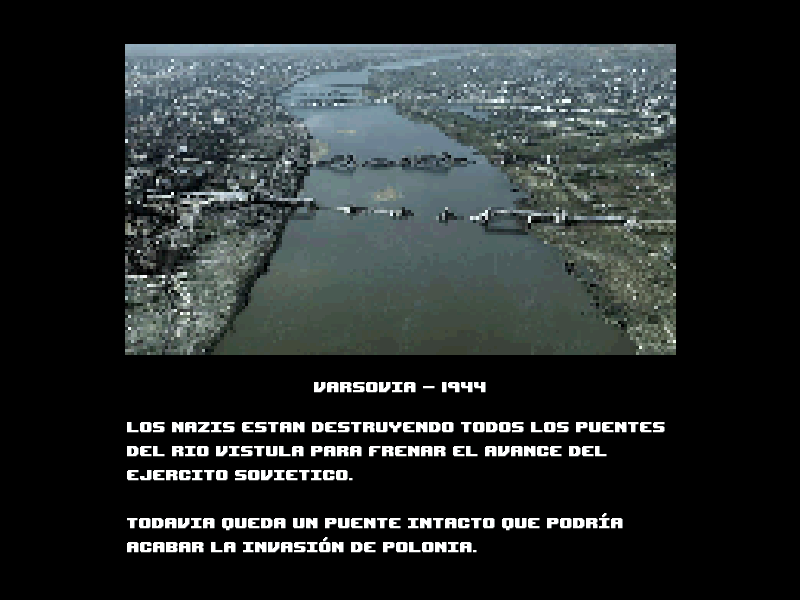 VARSOVIA - 1944
LOS NAZIS ESTAN DESTRUYENDO TODOS LOS PUENTES
DEL RIO VISTULA PARA FRENAR EL AVANCE DEL
EJERCITO SOVIETICO.
TODAVIA QUEDA UN PUENTE INTACTO QUE PODRÍA
ACABAR LA INVASIÓN DE POLONIA.